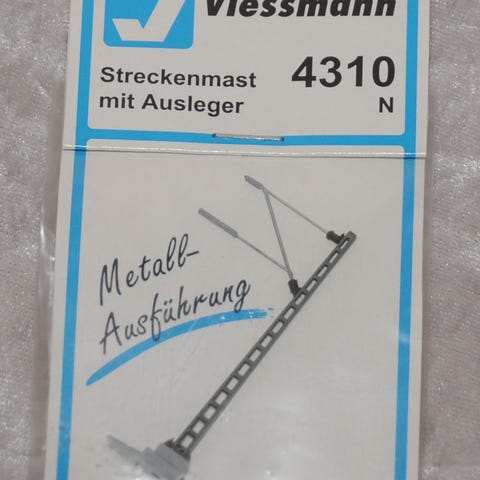 Viessmann
Streckenmast 4310
mit Ausleger N
Metall-
Ausführung